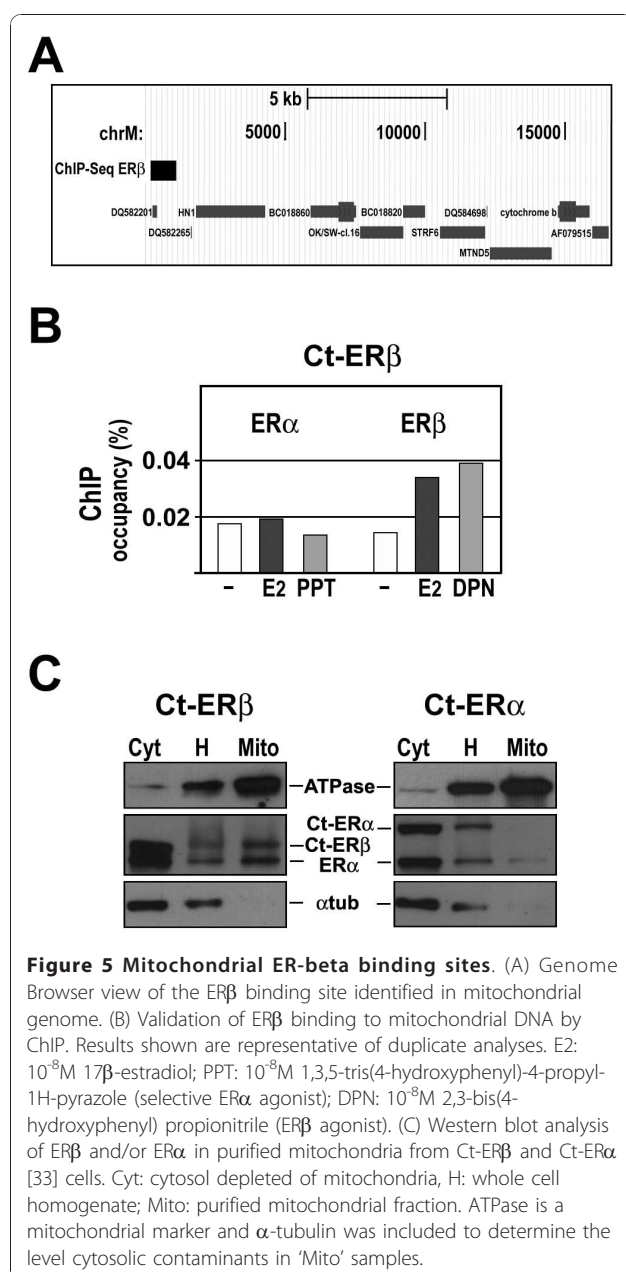 A
5 kb
chrM: 5000 10000 15000
ChIP-Seq ERβ
DQ582201 HN1 BC018860 BC018820 DQ584698 cytochrome b
DQ582265 OK/SW-cl.16 STRF6 AF079515
MTND5
B
Ct-ERβ
ERα ERβ
ChIP
occupancy (%)
0.04
0.02
– E2 PPT – E2 DPN
C
Ct-ERβ Ct-ERα
Cyt H Mito Cyt H Mito
ATPase
Ct-ERα
Ct-ERβ
ERα
αtub
Figure 5 Mitochondrial ER-beta binding sites. (A) Genome
Browser view of the ERβ binding site identified in mitochondrial
genome. (B) Validation of ERβ binding to mitochondrial DNA by
ChIP. Results shown are representative of duplicate analyses. E2:
10⁻⁸M 17β-estradiol; PPT: 10⁻⁸M 1,3,5-tris(4-hydroxyphenyl)-4-propyl-
1H-pyrazole (selective ERα agonist); DPN: 10⁻⁸M 2,3-bis(4-
hydroxyphenyl) propionitrile (ERβ agonist). (C) Western blot analysis
of ERβ and/or ERα in purified mitochondria from Ct-ERβ and Ct-ERα
[33] cells. Cyt: cytosol depleted of mitochondria, H: whole cell
homogenate; Mito: purified mitochondrial fraction. ATPase is a
mitochondrial marker and α-tubulin was included to determine the
level cytosolic contaminants in ‘Mito’ samples.